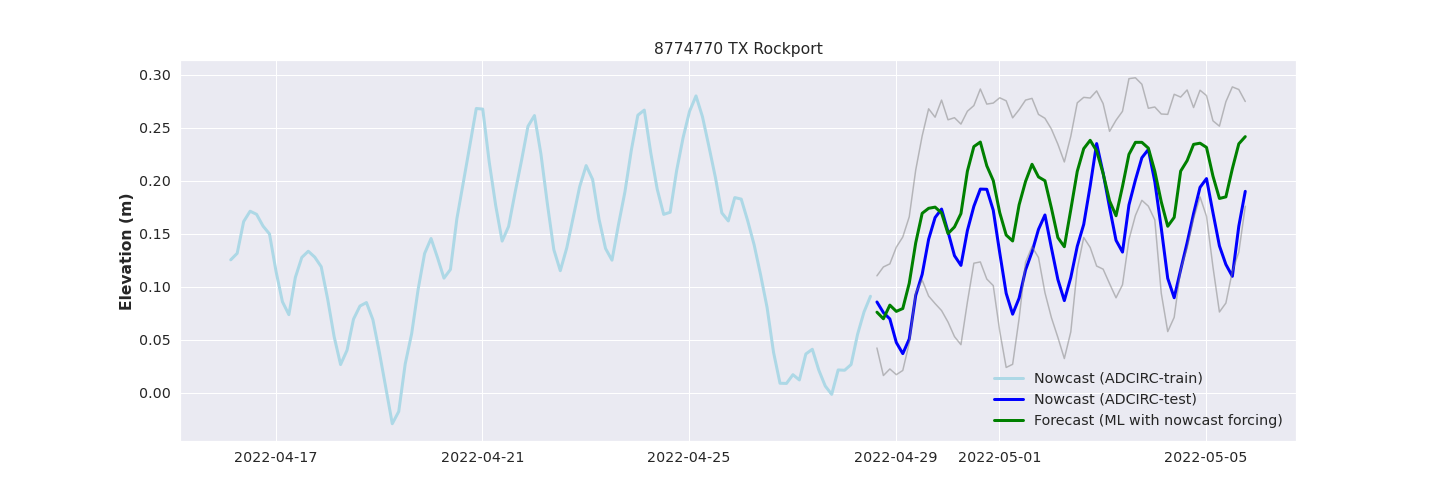 8774770 TX Rockport
Elevation (m)
0.30
0.25
0.20
0.15
0.10
0.05
0.00
Nowcast (ADCIRC-train)
Nowcast (ADCIRC-test)
Forecast (ML with nowcast forcing)
2022-04-17
2022-04-21
2022-04-25
2022-04-29
2022-05-01
2022-05-05